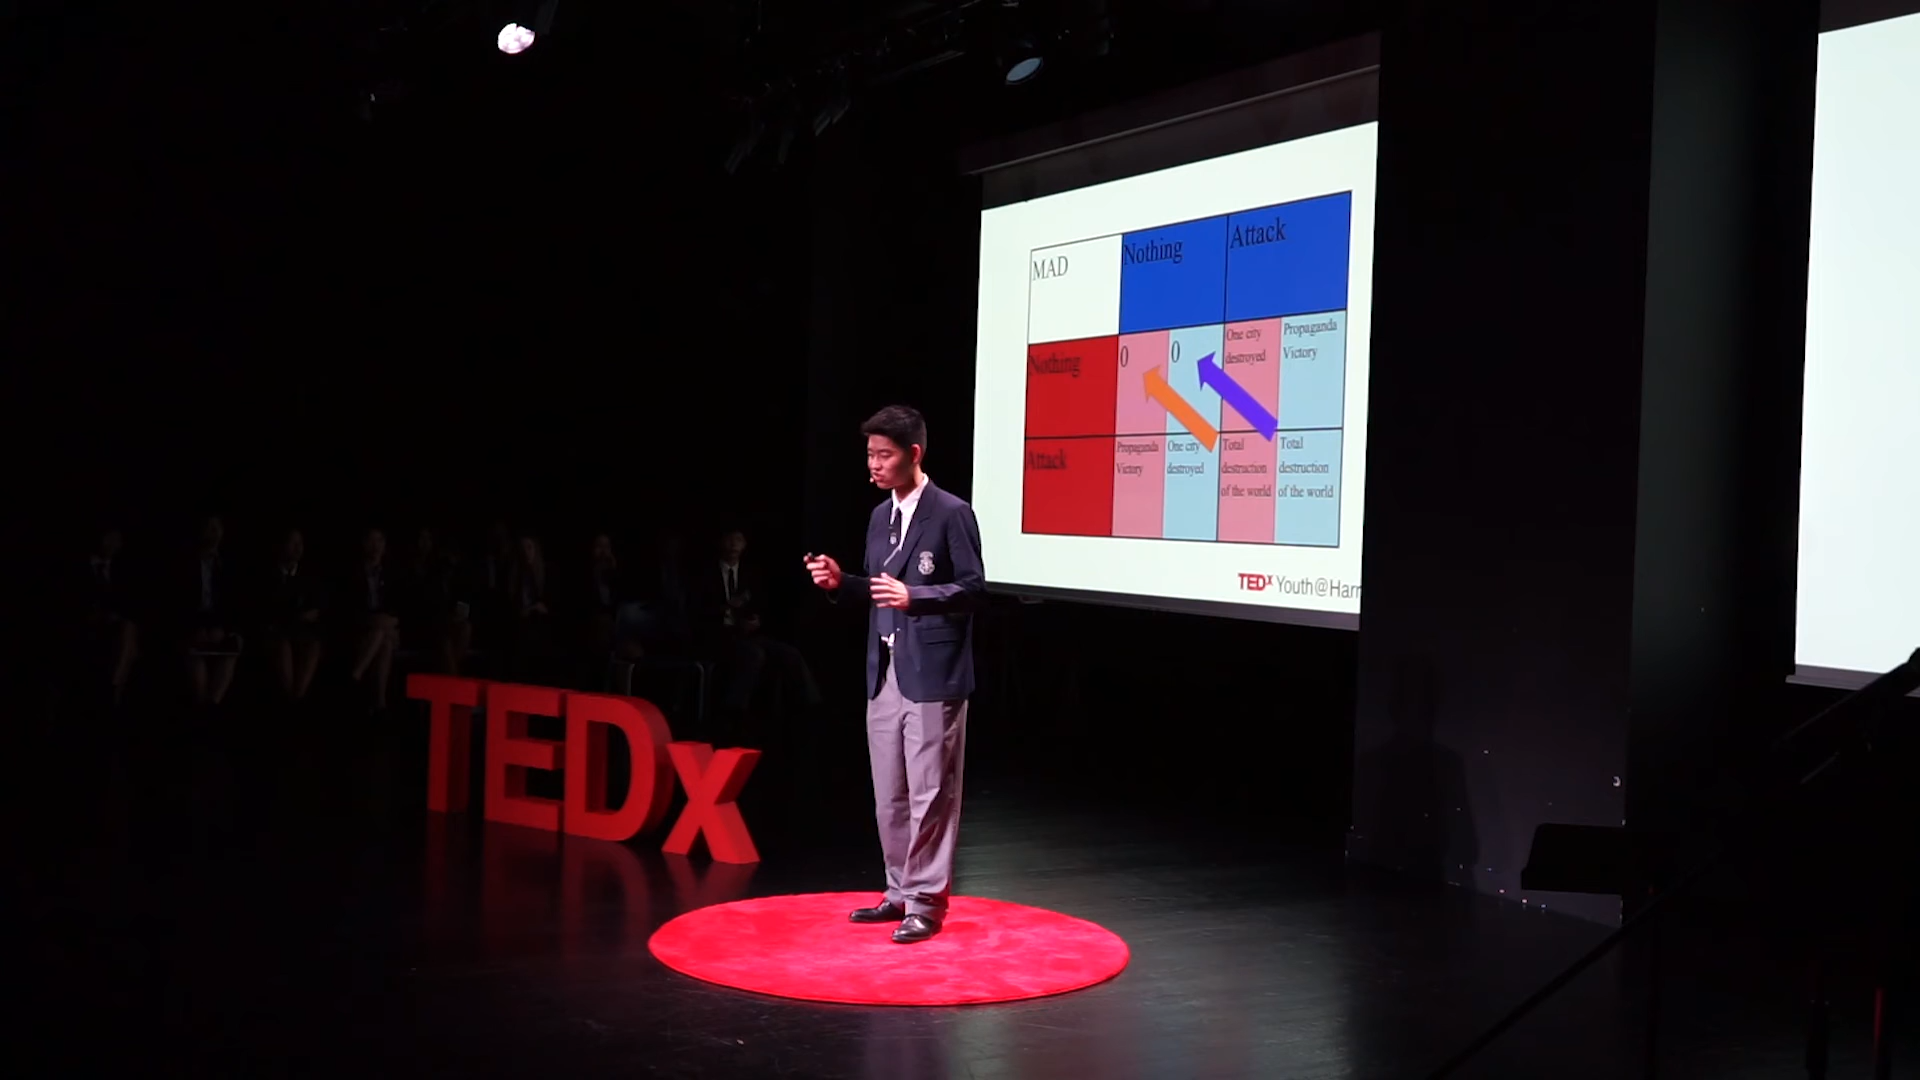 MAD
Nothing
Attack
Nothing
0
0
One city
destroyed
Propaganda
Victory
Attack
Propaganda
Victory
One city
destroyed
Total
destruction
of the world
Total
destruction
of the world
TEDx Youth@Harr
TEDx